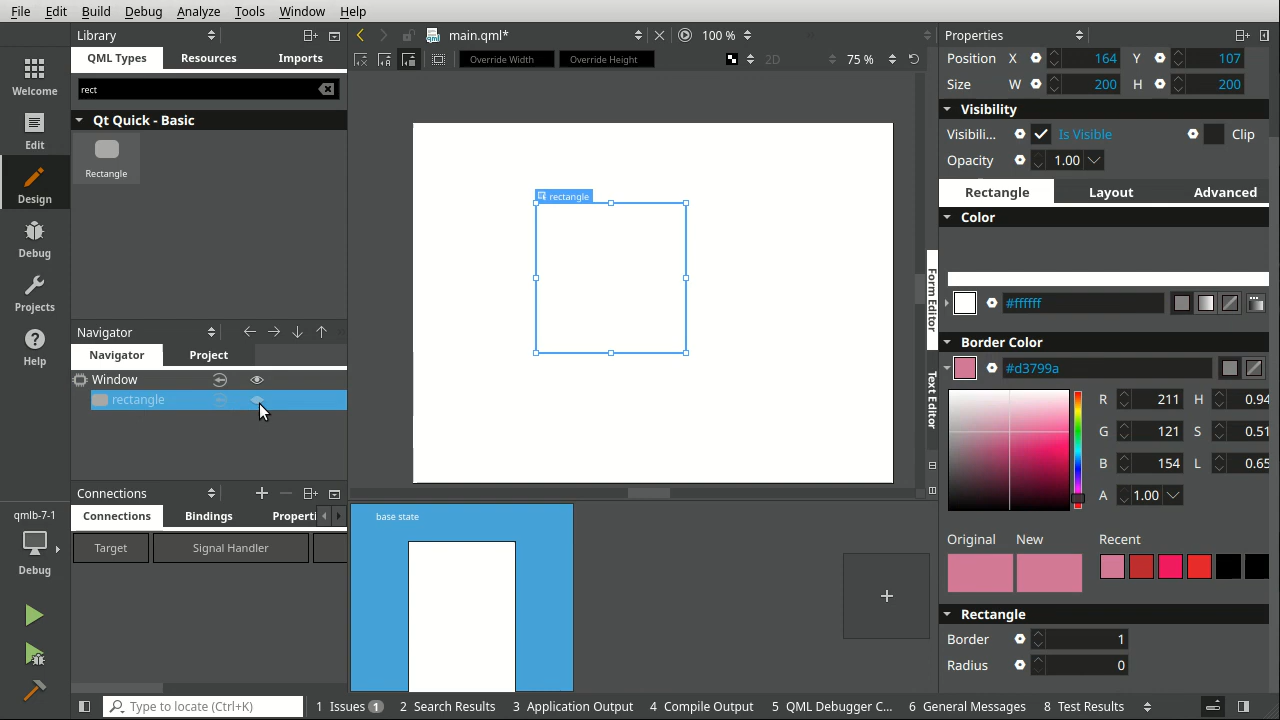 File Edit Build Debug Analyze Tools Window Help
Library
main.qml*
100 %
Properties
QML Types Resources Imports
Override Width
Override Height
2D
75 %
Position X 164 Y 107
Size W 200 H 200
Welcome
rect
Visibility
Qt Quick - Basic
Visibili... Is Visible Clip
Edit
Opacity 1.00
Rectangle
Design
Rectangle Layout Advanced
rectangle
Color
Debug
Form Editor
Projects
#ffffff
Navigator
Border Color
Navigator Project
Help
#d3799a
Window
rectangle
Text Editor
R 211 H 0.94
G 121 S 0.51
B 154 L 0.65
A 1.00
Connections
Connections Bindings Properti
qmlb-7-1
base state
Target Signal Handler
Debug
Original New Recent
+
Rectangle
Border 1
Radius 0
Type to locate (Ctrl+K)
1 Issues 1 2 Search Results 3 Application Output 4 Compile Output 5 QML Debugger C... 6 General Messages 8 Test Results